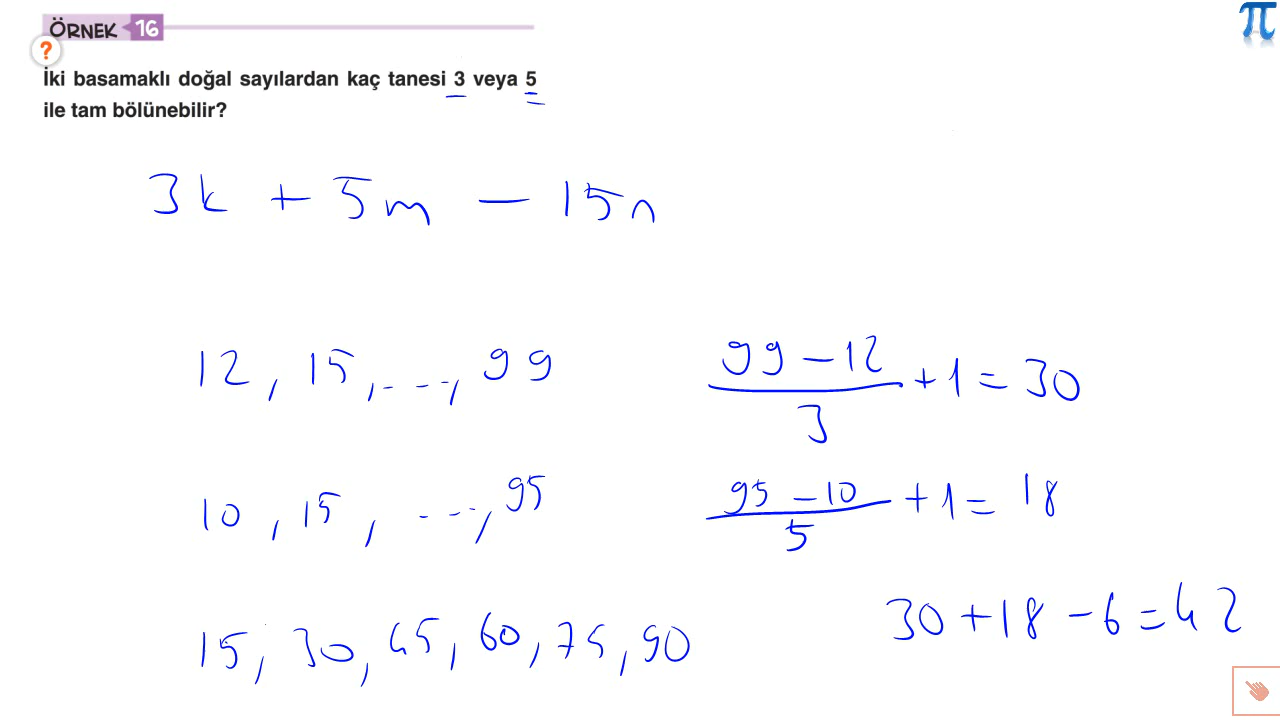 ÖRNEK 16
?
İki basamaklı doğal sayılardan kaç tanesi 3 veya 5
ile tam bölünebilir?
π
3k + 5m - 15n
12, 15, ...., 99
(99 - 12)/3 + 1 = 30
10, 15, ...., 95
(95 - 10)/5 + 1 = 18
15, 30, 45, 60, 75, 90
30 + 18 - 6 = 42